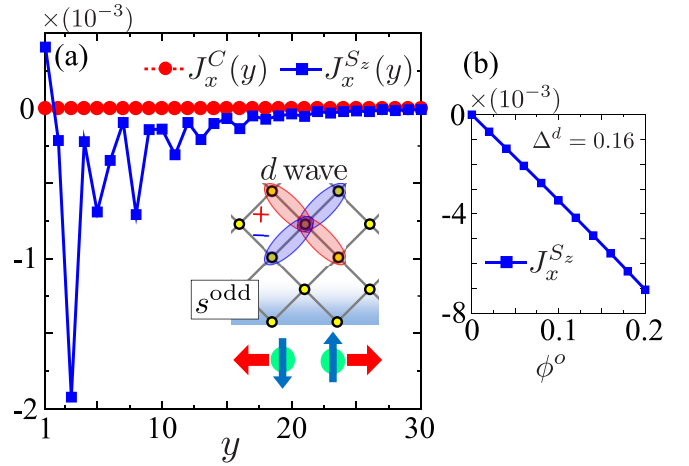 ×(10⁻³)
(a)
J_x^C(y) J_x^{S_z}(y)
0
-1
-2
1 10 20 30
y
d wave
+
−
s^odd
(b)
×(10⁻³)
Δ^d = 0.16
0
-4
-8
J_x^{S_z}
0 0.1 0.2
ϕ^o